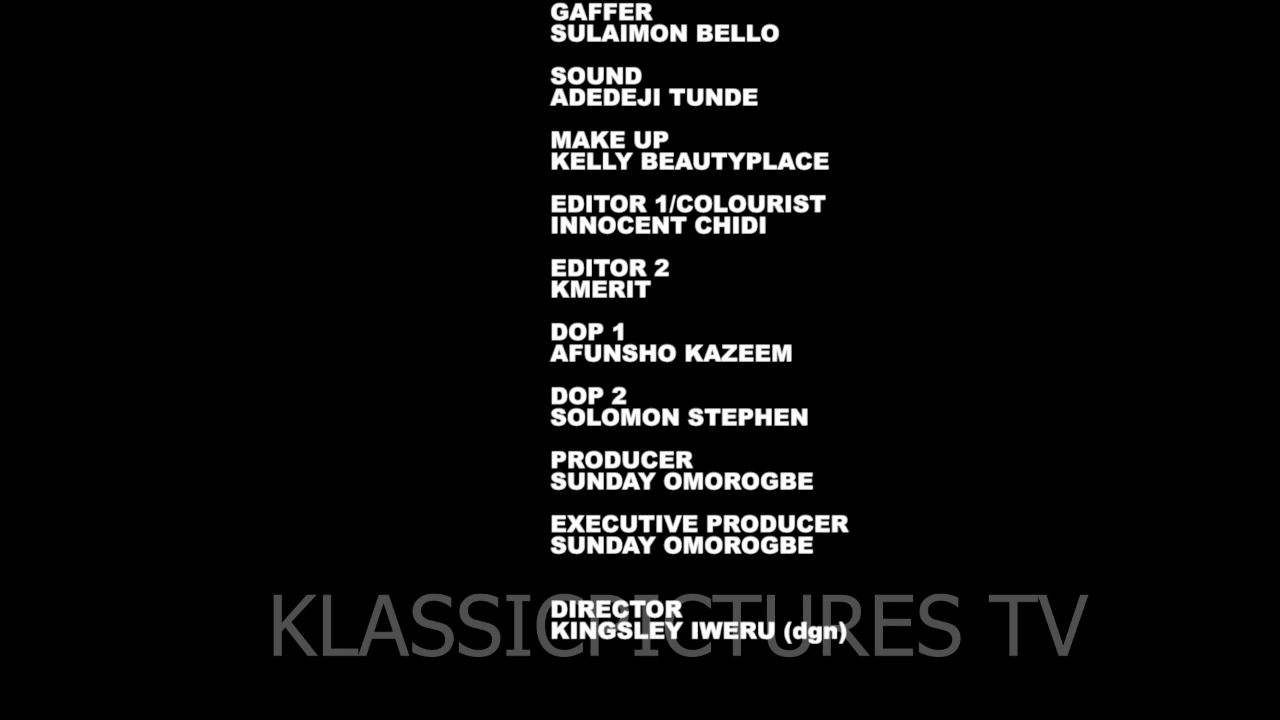 GAFFER
SULAIMON BELLO
SOUND
ADEDEJI TUNDE
MAKE UP
KELLY BEAUTYPLACE
EDITOR 1/COLOURIST
INNOCENT CHIDI
EDITOR 2
KMERIT
DOP 1
AFUNSHO KAZEEM
DOP 2
SOLOMON STEPHEN
PRODUCER
SUNDAY OMOROGBE
EXECUTIVE PRODUCER
SUNDAY OMOROGBE
DIRECTOR
KINGSLEY IWERU (dgn)
KLASSICPICTURES TV